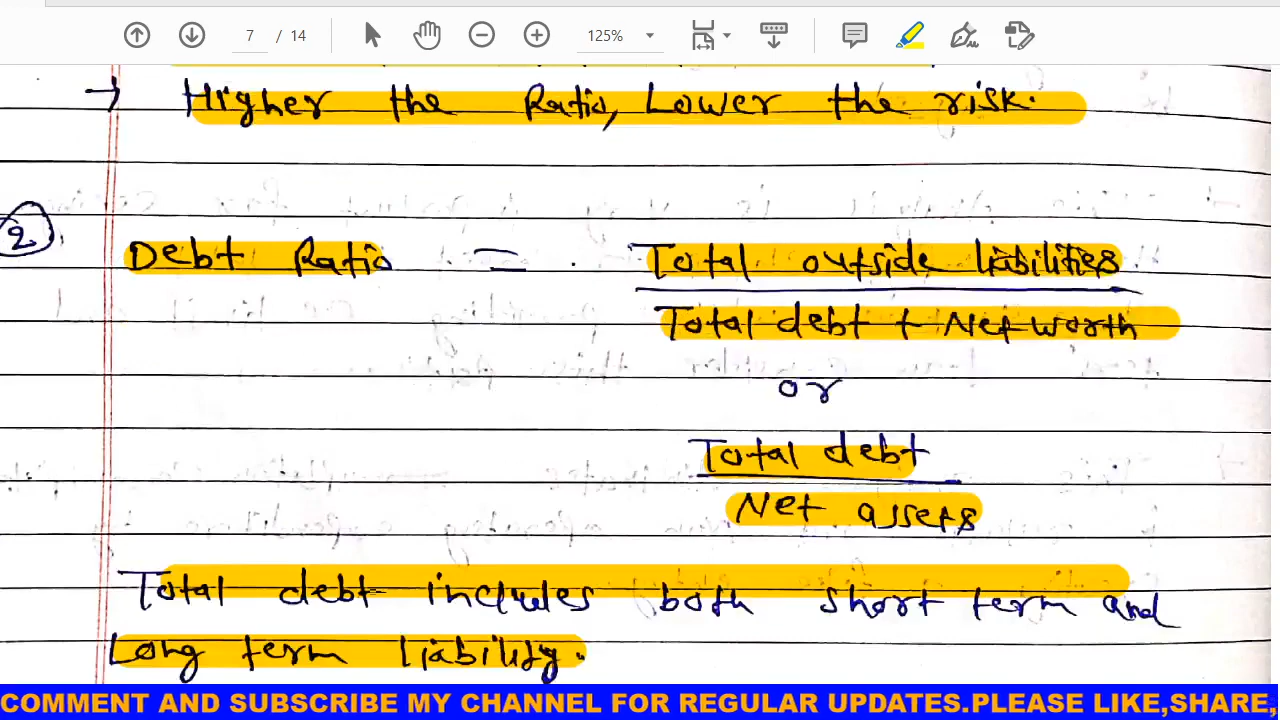 7 / 14 125%
→ Higher the Ratio, Lower the risk.
2 Debt Ratio = Total outside liabilities
Total debt + Net worth
or
Total debt
Net assets
Total debt includes both short term and
Long term liability.
COMMENT AND SUBSCRIBE MY CHANNEL FOR REGULAR UPDATES.PLEASE LIKE,SHARE,